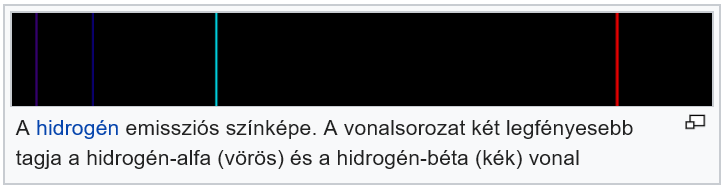 A hidrogén emissziós színképe. A vonalsorozat két legfényesebb
tagja a hidrogén-alfa (vörös) és a hidrogén-béta (kék) vonal